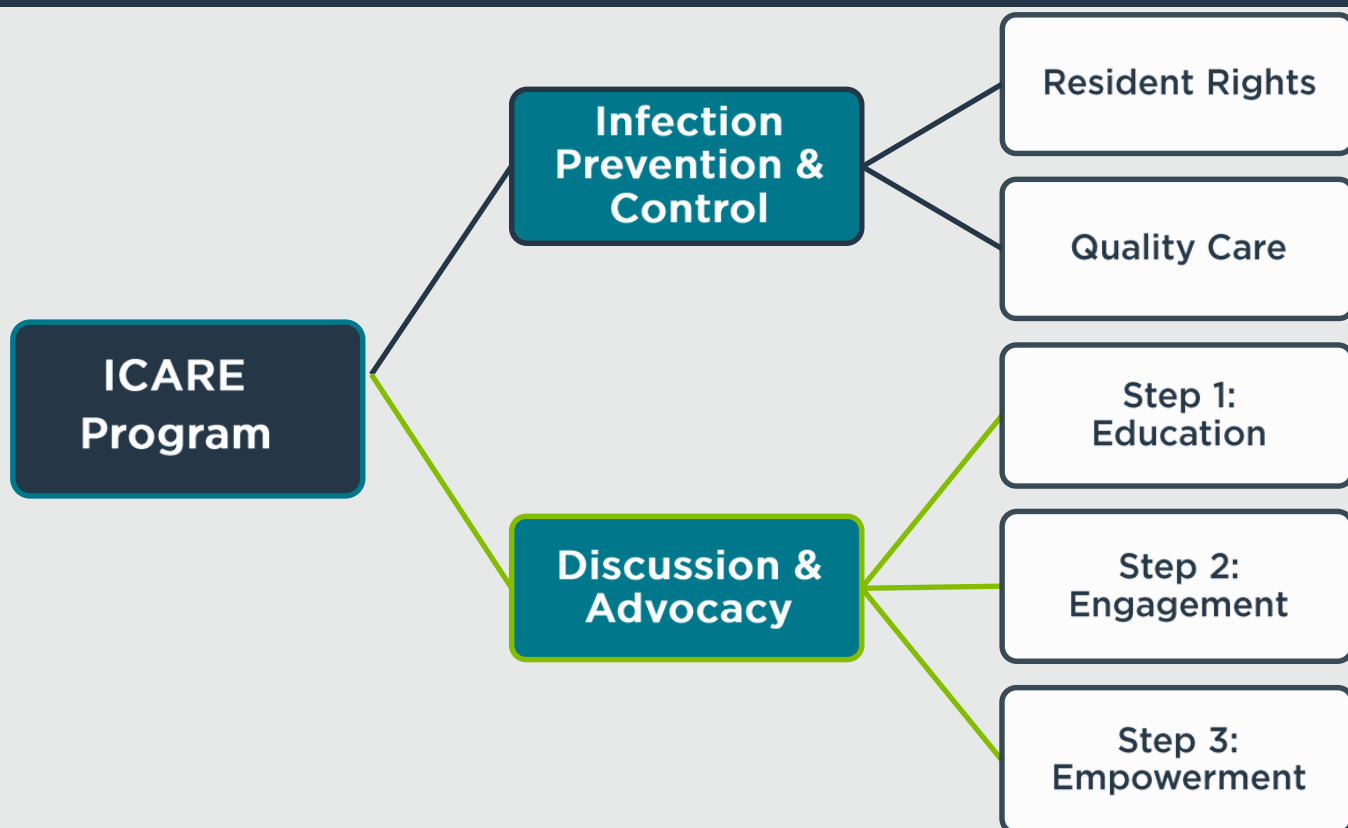 ICARE
Program
Infection
Prevention &
Control
Resident Rights
Quality Care
Discussion &
Advocacy
Step 1:
Education
Step 2:
Engagement
Step 3:
Empowerment